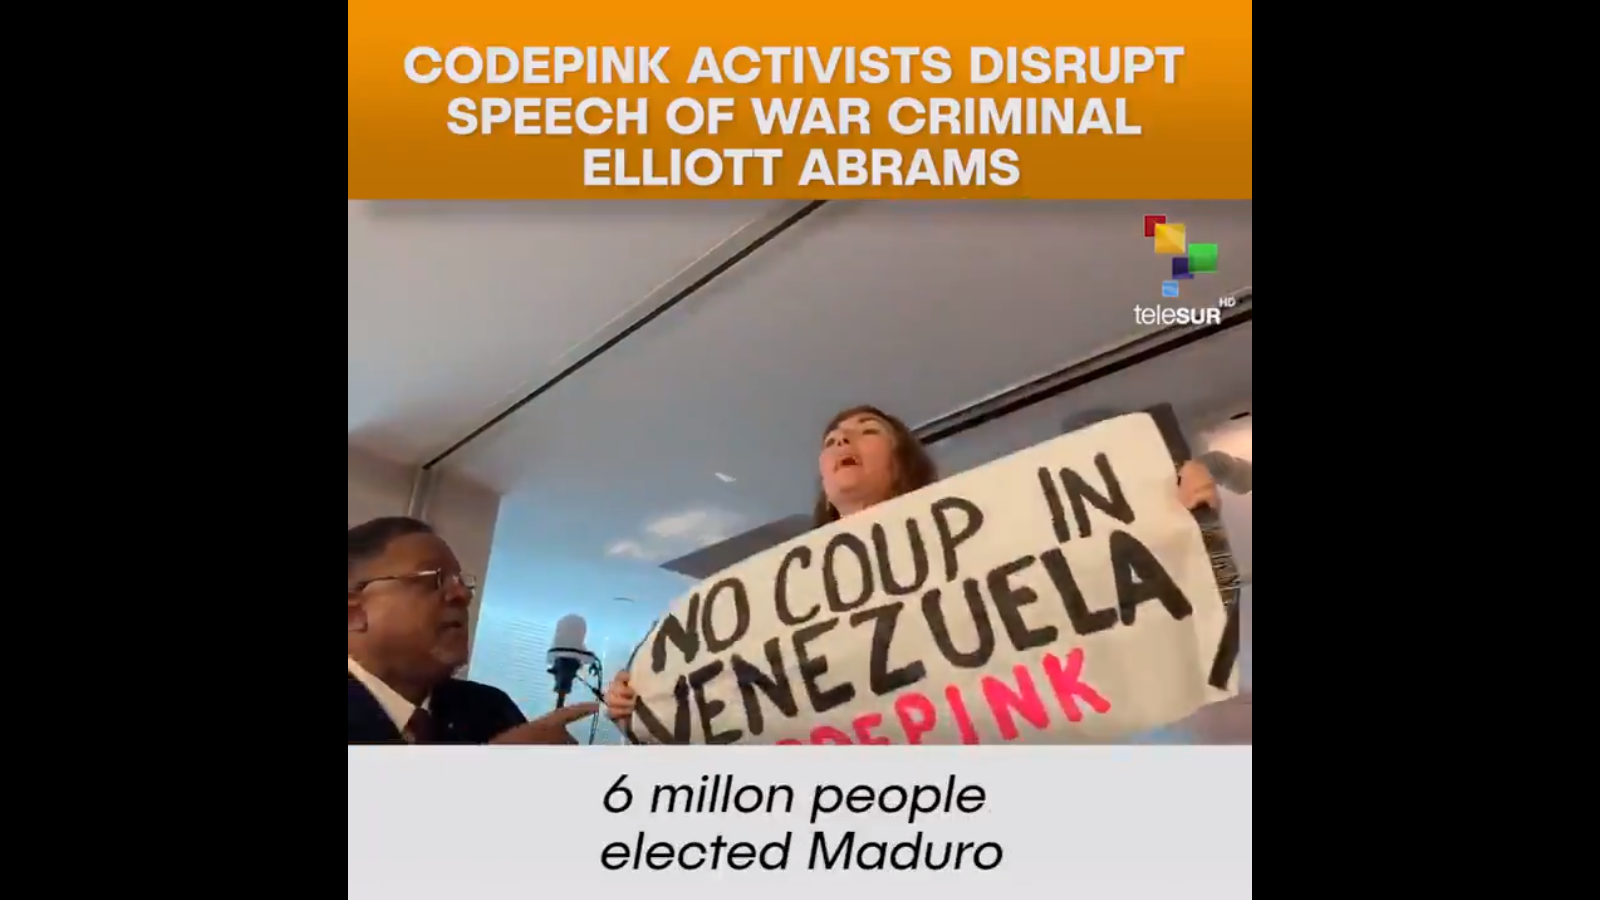 CODEPINK ACTIVISTS DISRUPT
SPEECH OF WAR CRIMINAL
ELLIOTT ABRAMS
teleSUR HD
NO COUP IN
VENEZUELA
6 millon people
elected Maduro